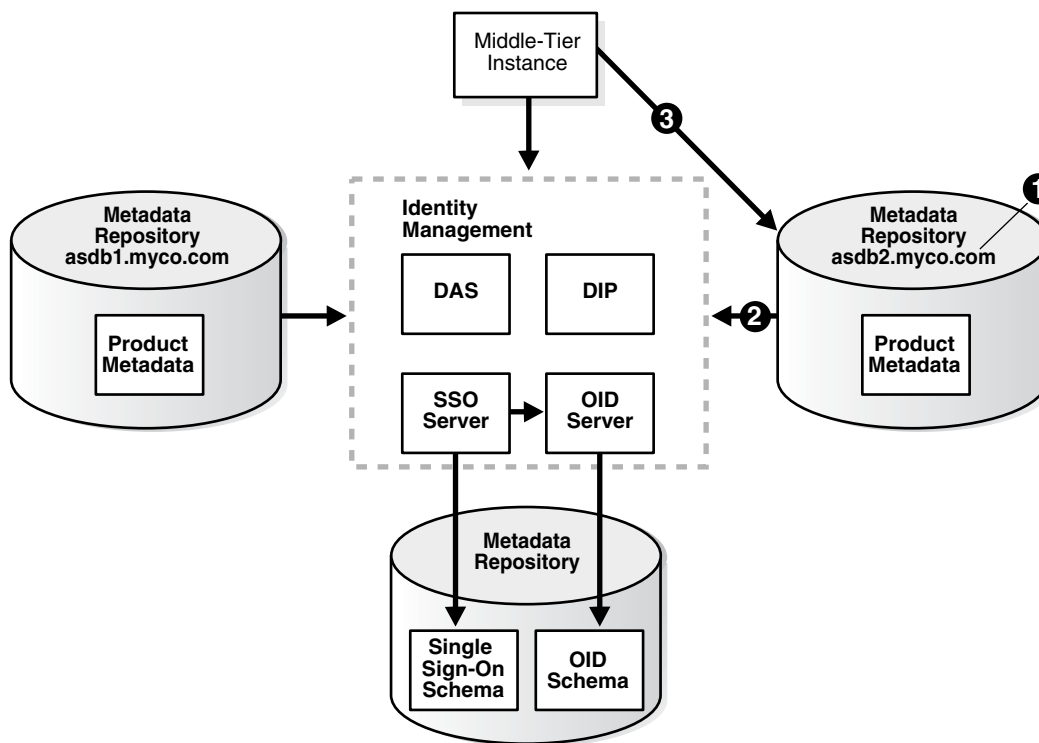 Middle-Tier
Instance
3
1
Metadata
Repository
asdb1.myco.com
Product
Metadata
Identity
Management
DAS
DIP
SSO
Server
OID
Server
Metadata
Repository
asdb2.myco.com
2
Product
Metadata
Metadata
Repository
Single
Sign-On
Schema
OID
Schema